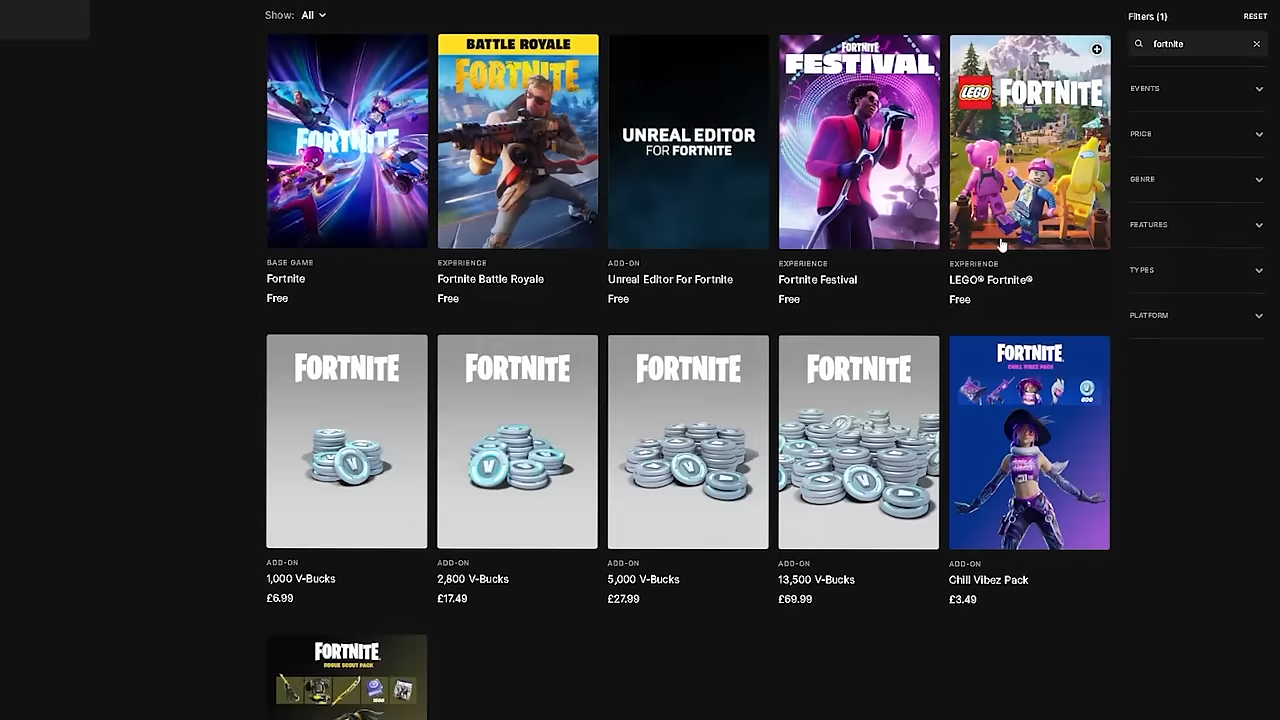 Show: All
Filters (1)
RESET
fortnite
EVENTS
PRICE
GENRE
FEATURES
TYPES
PLATFORM
FORTNITE
BATTLE ROYALE
FORTNITE
UNREAL EDITOR
FOR FORTNITE
FORTNITE
FESTIVAL
LEGO FORTNITE
BASE GAME
Fortnite
Free
EXPERIENCE
Fortnite Battle Royale
Free
ADD-ON
Unreal Editor For Fortnite
Free
EXPERIENCE
Fortnite Festival
Free
EXPERIENCE
LEGO® Fortnite®
Free
FORTNITE
FORTNITE
FORTNITE
FORTNITE
FORTNITE
CHILL VIBEZ PACK
600
ADD-ON
1,000 V-Bucks
£6.99
ADD-ON
2,800 V-Bucks
£17.49
ADD-ON
5,000 V-Bucks
£27.99
ADD-ON
13,500 V-Bucks
£69.99
ADD-ON
Chill Vibez Pack
£3.49
FORTNITE
ROGUE SCOUT PACK